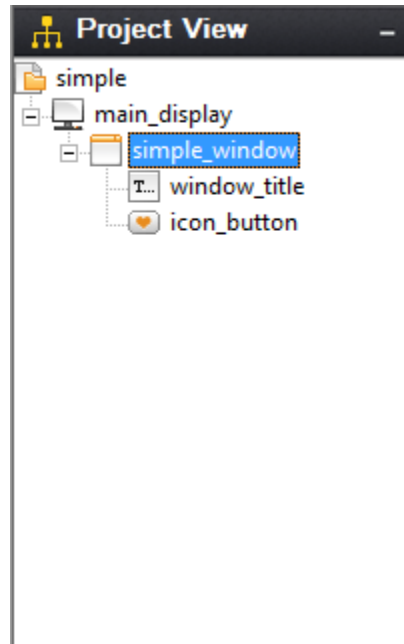 Project View
simple
main_display
simple_window
T... window_title
icon_button